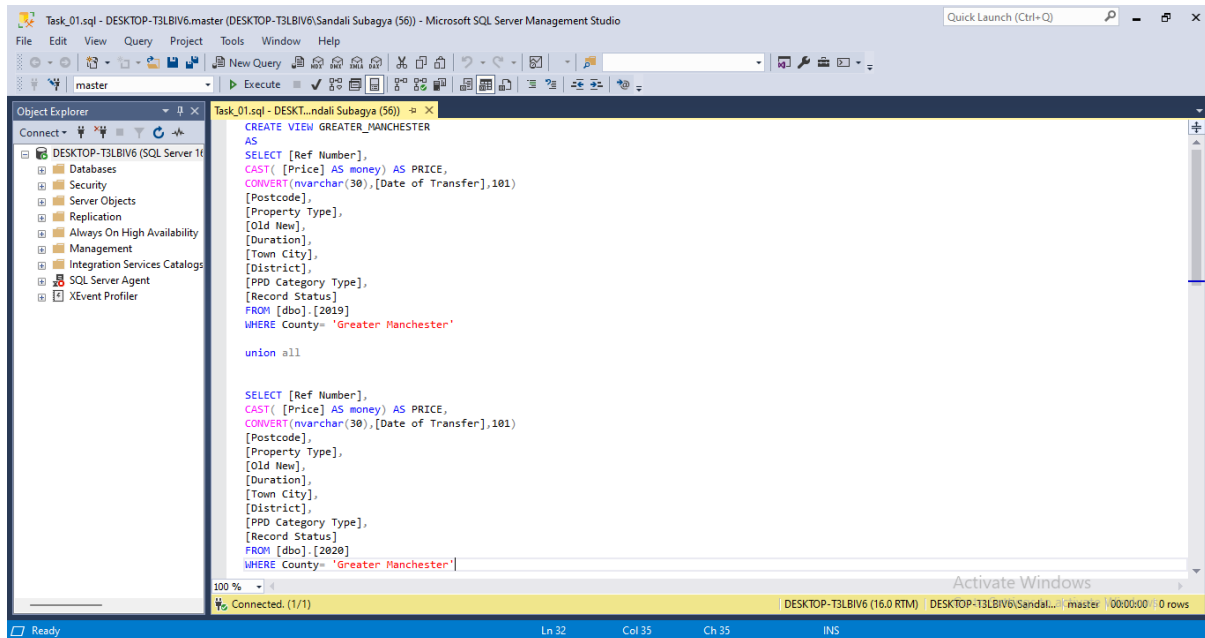 Task_01.sql - DESKTOP-T3LBIV6.master (DESKTOP-T3LBIV6\Sandali Subagya (56)) - Microsoft SQL Server Management Studio
Quick Launch (Ctrl+Q)
File Edit View Query Project Tools Window Help
New Query
MDX DMX XMLA DAX
master
Execute
Object Explorer
Task_01.sql - DESKT...ndali Subagya (56))
Connect
DESKTOP-T3LBIV6 (SQL Server 16
Databases
Security
Server Objects
Replication
Always On High Availability
Management
Integration Services Catalogs
SQL Server Agent
XEvent Profiler
CREATE VIEW GREATER_MANCHESTER
AS
SELECT [Ref Number],
CAST( [Price] AS money) AS PRICE,
CONVERT(nvarchar(30),[Date of Transfer],101)
[Postcode],
[Property Type],
[Old New],
[Duration],
[Town City],
[District],
[PPD Category Type],
[Record Status]
FROM [dbo].[2019]
WHERE County= 'Greater Manchester'
union all
SELECT [Ref Number],
CAST( [Price] AS money) AS PRICE,
CONVERT(nvarchar(30),[Date of Transfer],101)
[Postcode],
[Property Type],
[Old New],
[Duration],
[Town City],
[District],
[PPD Category Type],
[Record Status]
FROM [dbo].[2020]
WHERE County= 'Greater Manchester'
100 %
Activate Windows
Connected. (1/1)
DESKTOP-T3LBIV6 (16.0 RTM) DESKTOP-T3LBIV6\Sandal... master 00:00:00 0 rows
Ready
Ln 32 Col 35 Ch 35 INS